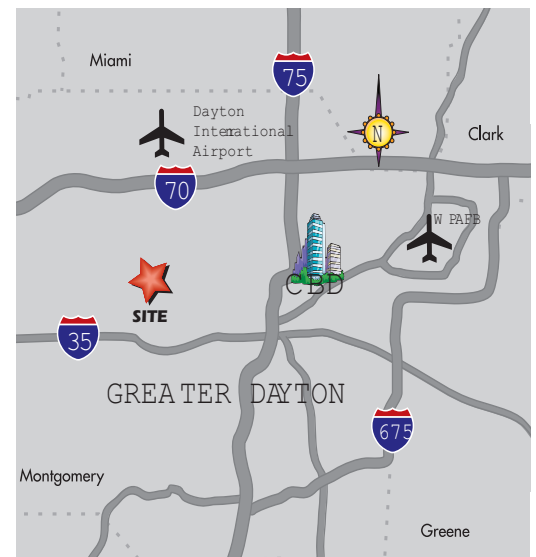 Miami
75
Dayton
International
Airport
N
Clark
70
W PAFB
CBD
SITE
35
GREATER DAYTON
675
Montgomery
Greene